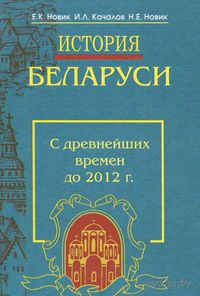 Е.К. Новик И.Л. Качалов Н.Е. Новик
ИСТОРИЯ
БЕЛАРУСИ
С древнейших
времен
до 2012 г.